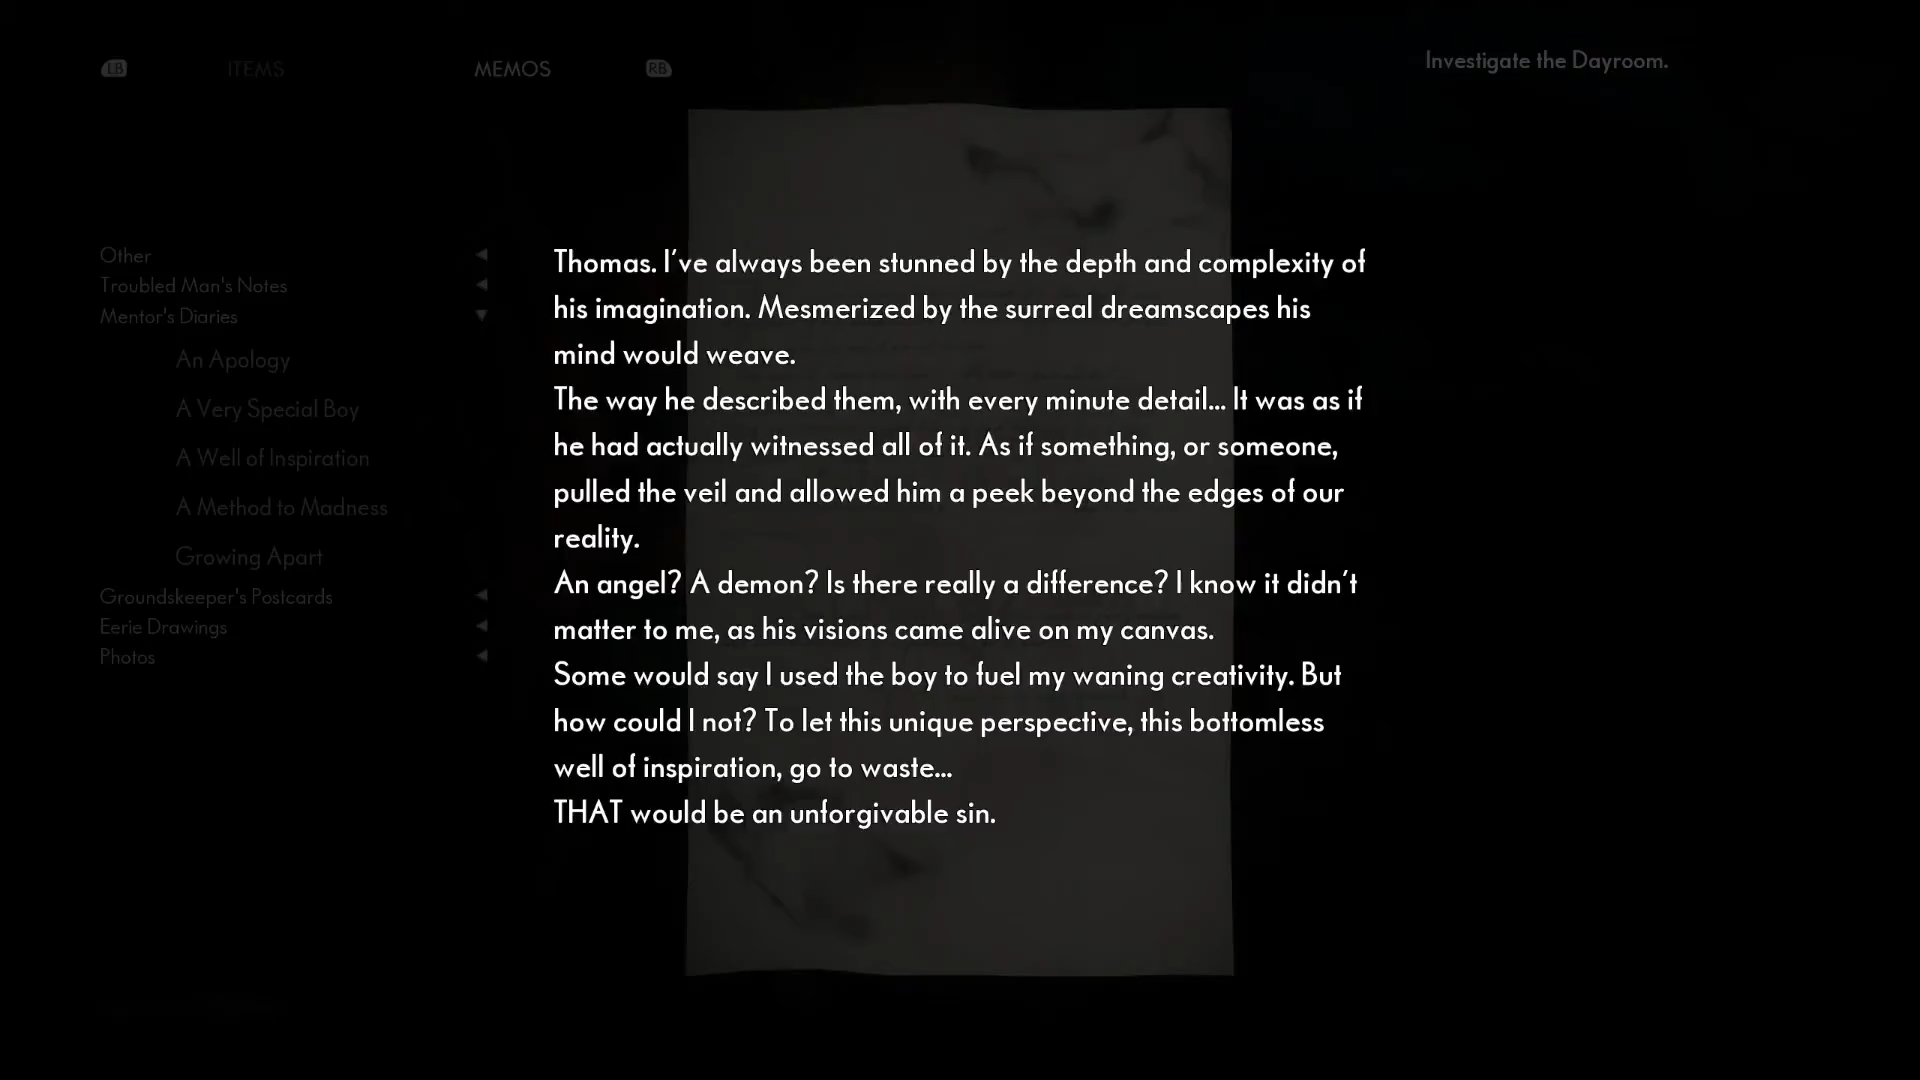 LB
ITEMS
MEMOS
RB
Investigate the Dayroom.
Other
Troubled Man's Notes
Mentor's Diaries
An Apology
A Very Special Boy
A Well of Inspiration
A Method to Madness
Growing Apart
Groundskeeper's Postcards
Eerie Drawings
Photos
Thomas. I've always been stunned by the depth and complexity of
his imagination. Mesmerized by the surreal dreamscapes his
mind would weave.
The way he described them, with every minute detail... It was as if
he had actually witnessed all of it. As if something, or someone,
pulled the veil and allowed him a peek beyond the edges of our
reality.
An angel? A demon? Is there really a difference? I know it didn't
matter to me, as his visions came alive on my canvas.
Some would say I used the boy to fuel my waning creativity. But
how could I not? To let this unique perspective, this bottomless
well of inspiration, go to waste...
THAT would be an unforgivable sin.